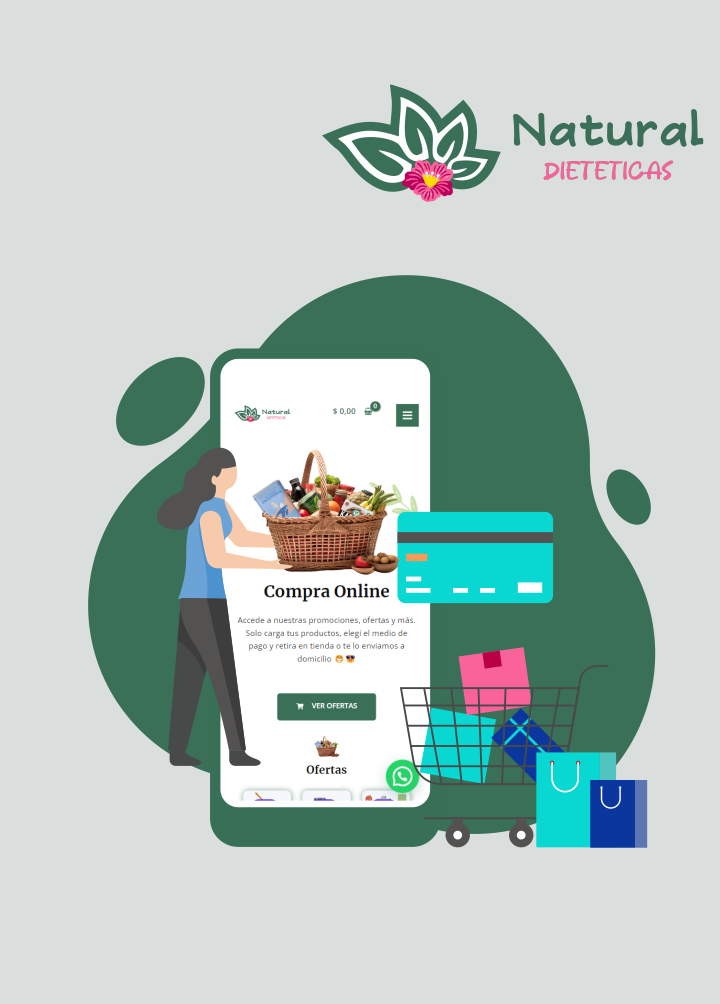 Natural
DIETETICAS
Natural
DIETETICAS
$ 0,00
0
Compra Online
Accede a nuestras promociones, ofertas y más.
Solo carga tus productos, elegí el medio de
pago y retira en tienda o te lo enviamos a
domicilio
VER OFERTAS
Ofertas